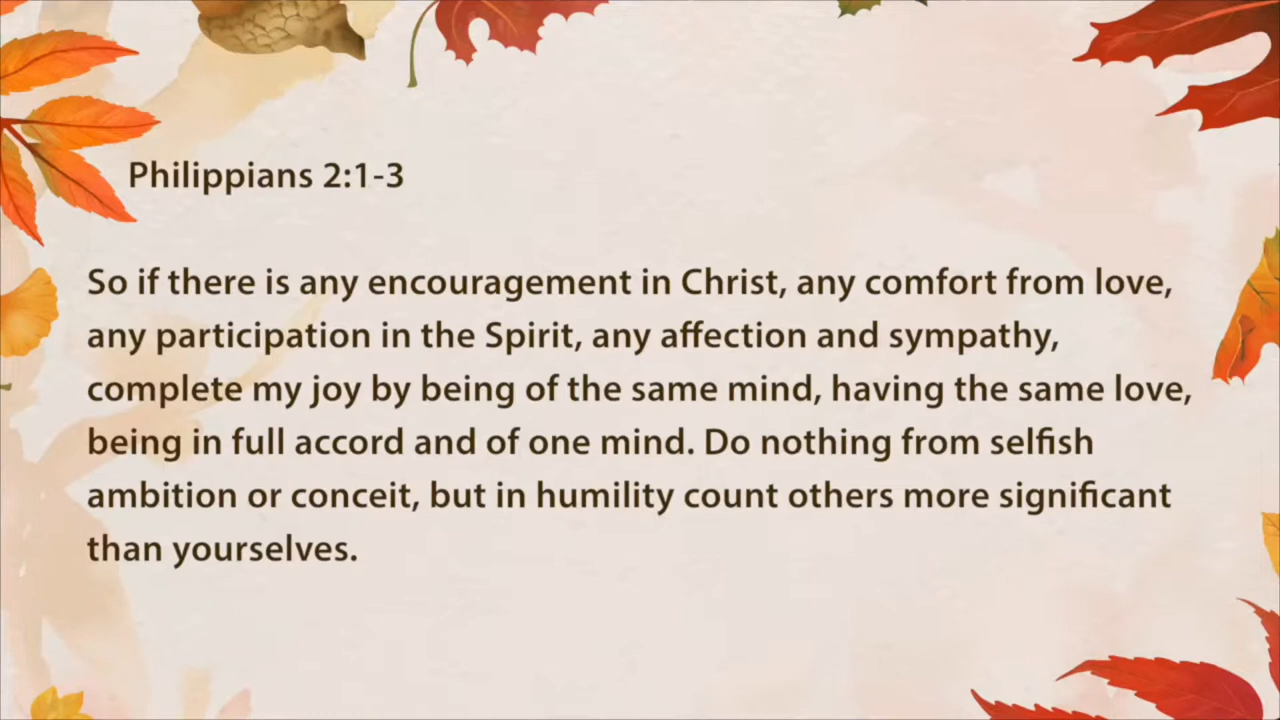 Philippians 2:1-3
So if there is any encouragement in Christ, any comfort from love,
any participation in the Spirit, any affection and sympathy,
complete my joy by being of the same mind, having the same love,
being in full accord and of one mind. Do nothing from selfish
ambition or conceit, but in humility count others more significant
than yourselves.